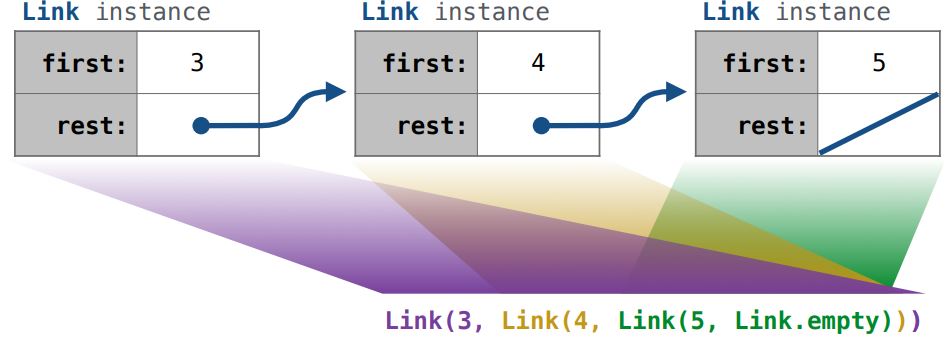 Link instance Link instance Link instance
first: 3 first: 4 first: 5
rest: rest: rest:
Link(3, Link(4, Link(5, Link.empty)))